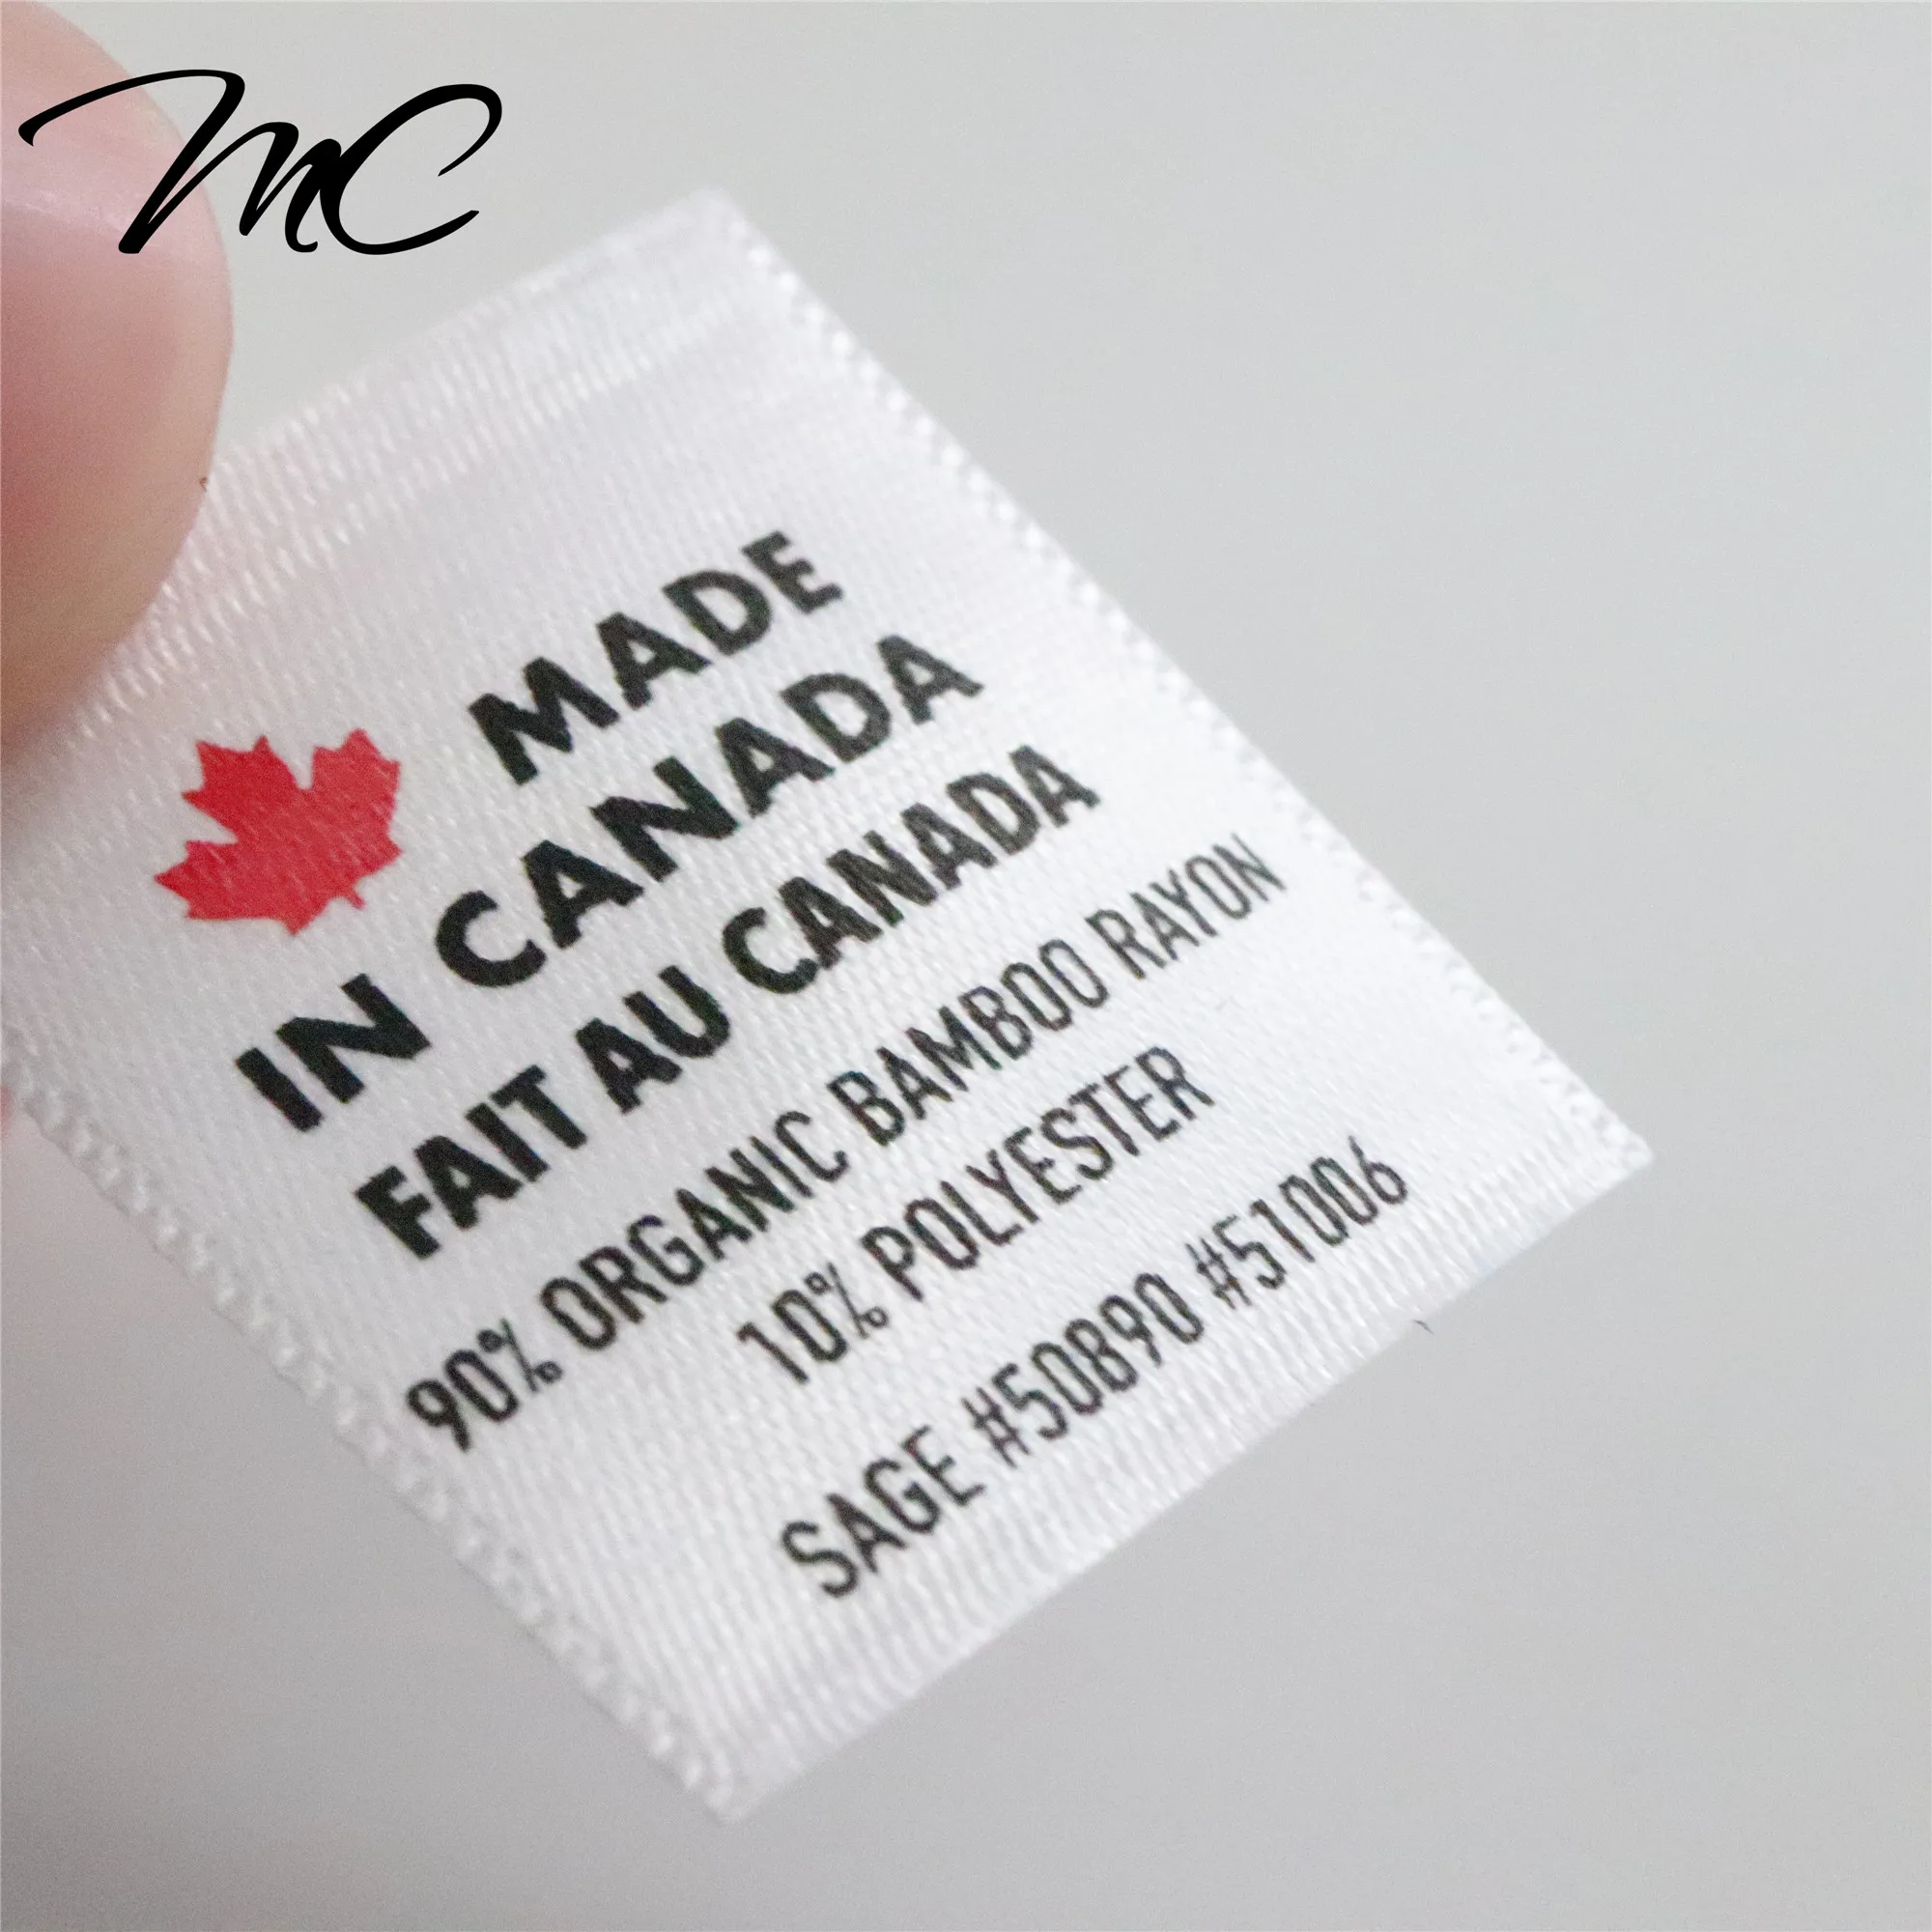 MC
MADE
IN CANADA
FAIT AU CANADA
90% ORGANIC BAMBOO RAYON
10% POLYESTER
SAGE #50890 #51006